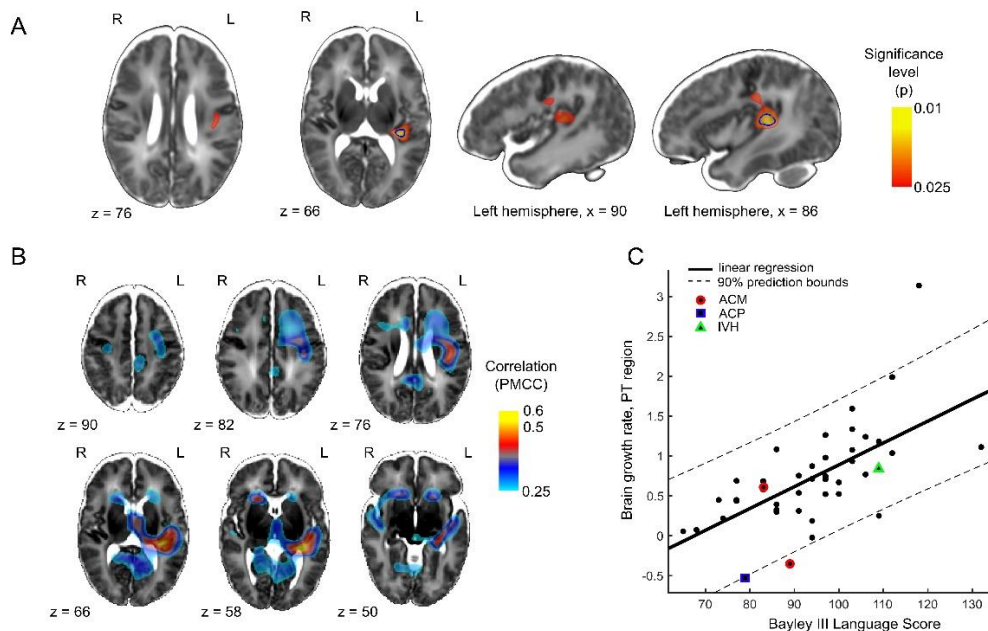 A
R L
R L
z = 76
z = 66
Left hemisphere, x = 90
Left hemisphere, x = 86
Significance
level
(p)
0.01
0.025
B
R L
R L
R L
z = 90
z = 82
z = 76
z = 66
z = 58
z = 50
Correlation
(PMCC)
0.6
0.5
0.25
C
linear regression
90% prediction bounds
ACM
ACP
IVH
Brain growth rate, PT region
3
2.5
2
1.5
1
0.5
0
-0.5
70 80 90 100 110 120 130
Bayley III Language Score